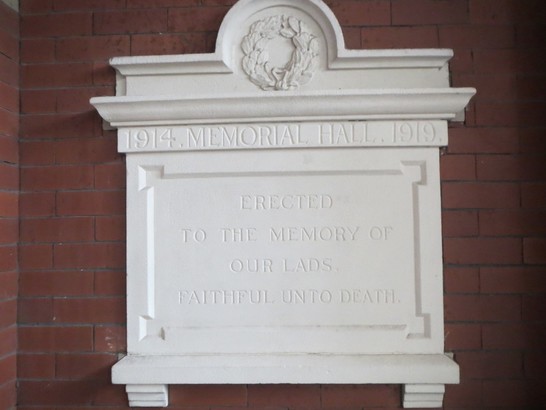 1914. MEMORIAL HALL. 1919.
ERECTED
TO THE MEMORY OF
OUR LADS.
FAITHFUL UNTO DEATH.